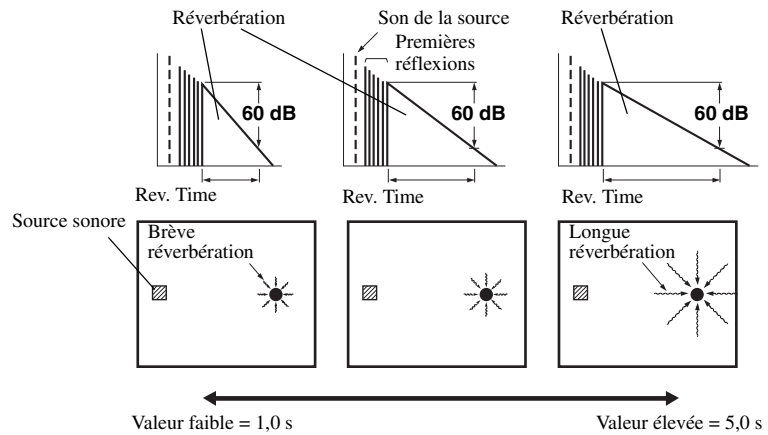 Réverbération
Son de la source
Réverbération
Premières
réflexions
60 dB
60 dB
60 dB
Rev. Time
Rev. Time
Rev. Time
Source sonore
Brève
réverbération
Longue
réverbération
Valeur faible = 1,0 s
Valeur élevée = 5,0 s